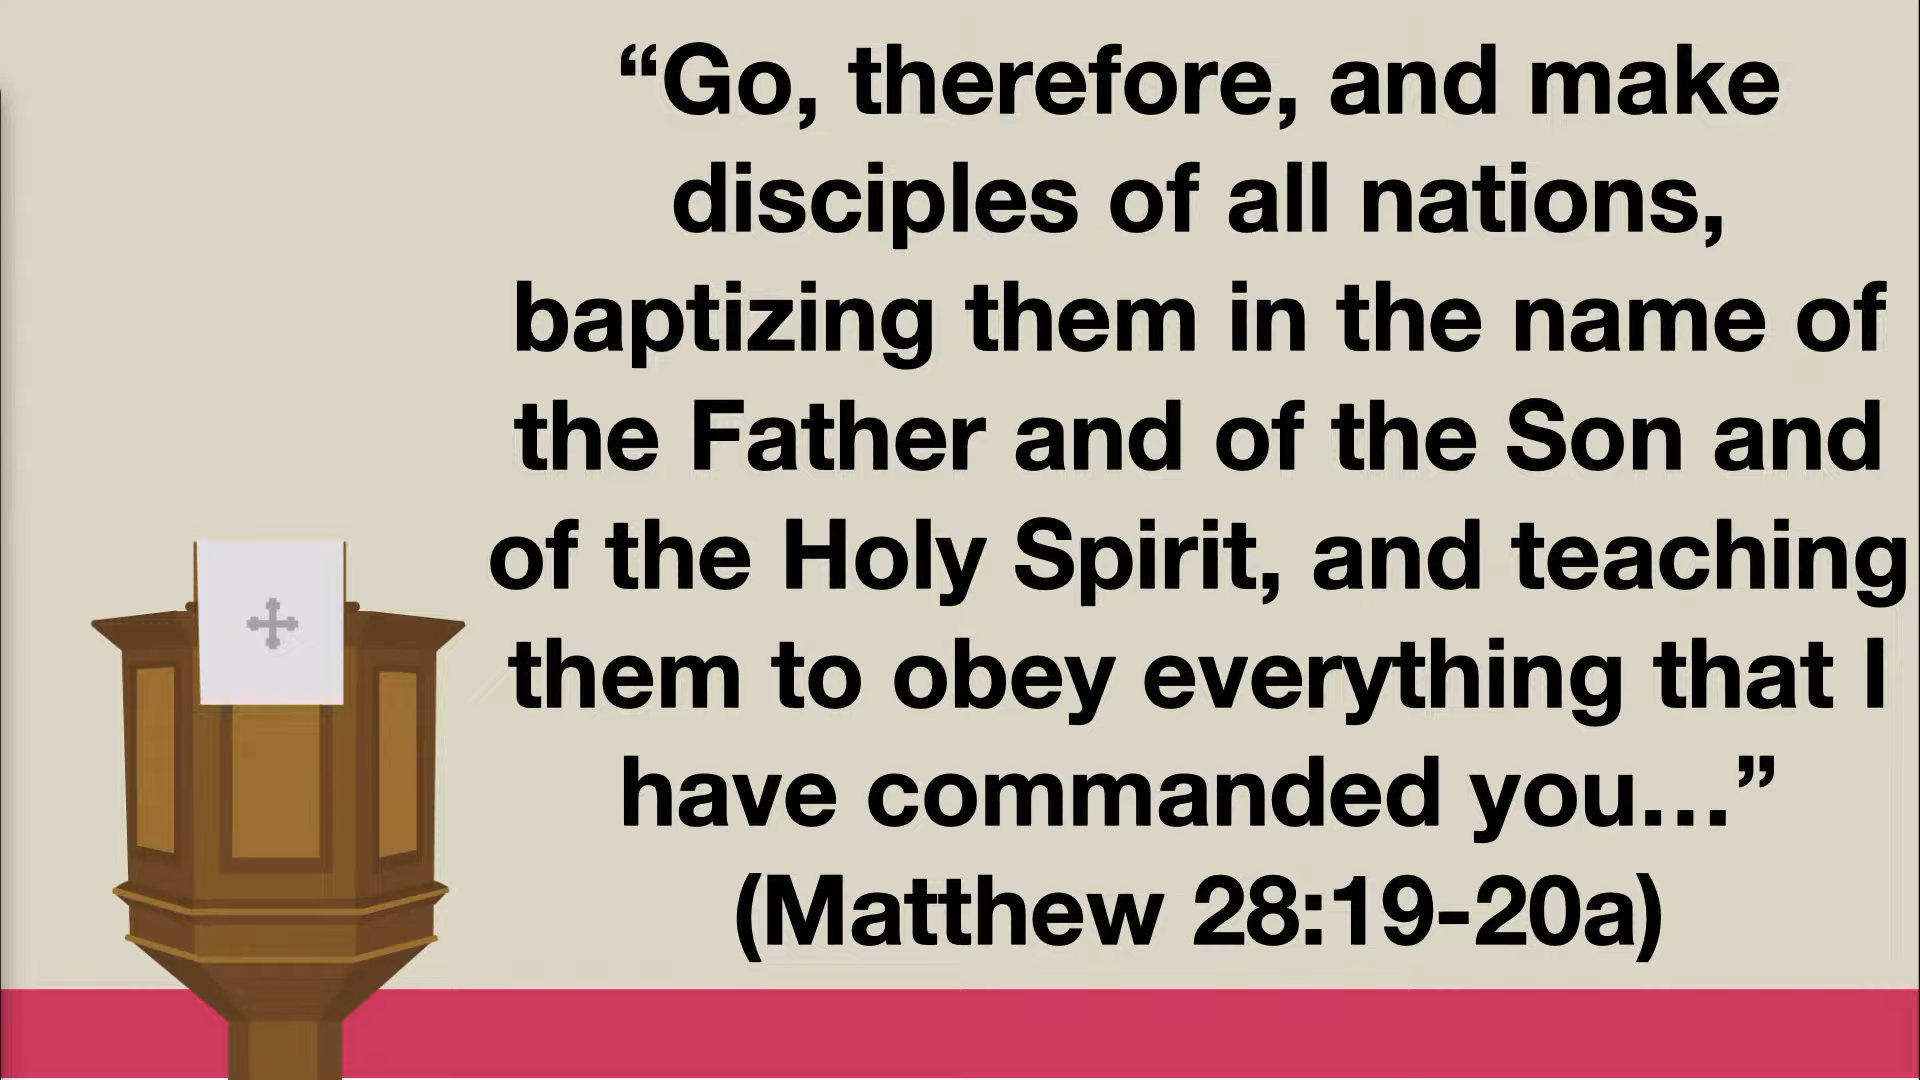 “Go, therefore, and make
disciples of all nations,
baptizing them in the name of
the Father and of the Son and
of the Holy Spirit, and teaching
them to obey everything that I
have commanded you…”
(Matthew 28:19-20a)